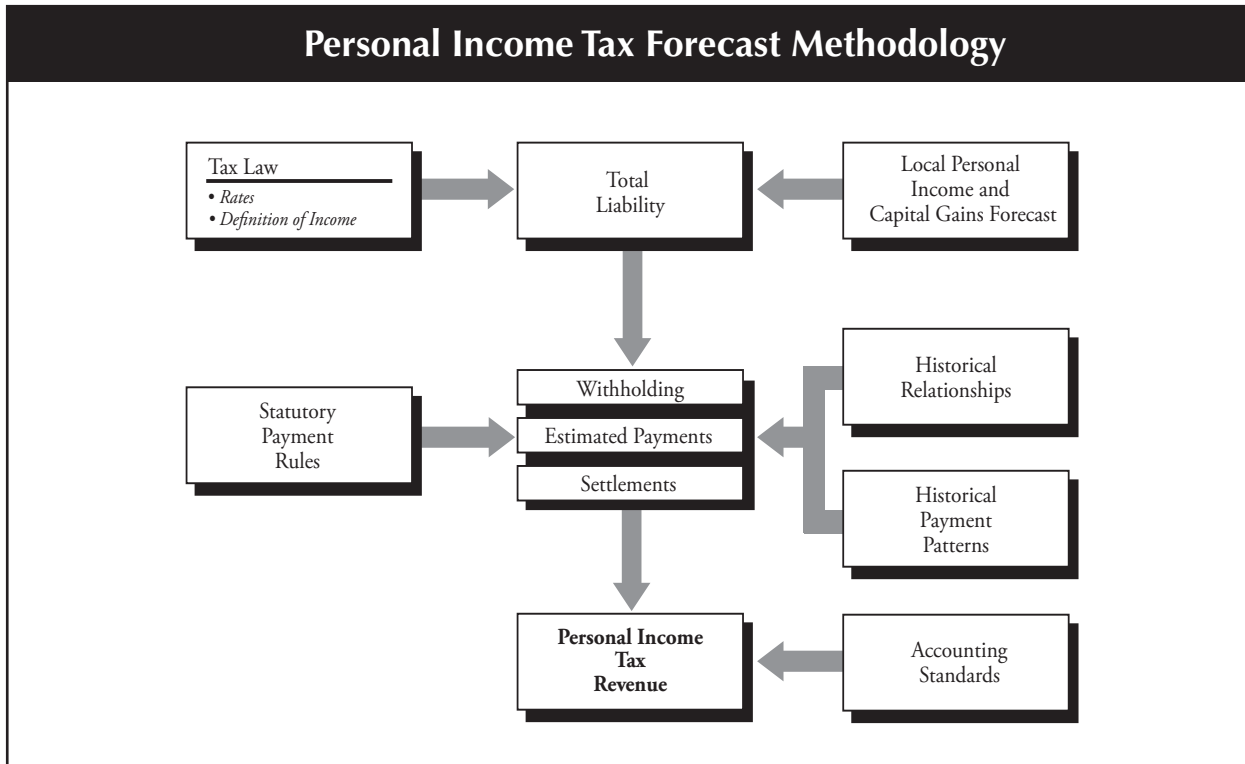 Personal Income Tax Forecast Methodology
Tax Law
• Rates
• Definition of Income
Total
Liability
Local Personal
Income and
Capital Gains Forecast
Statutory
Payment
Rules
Withholding
Estimated Payments
Settlements
Historical
Relationships
Historical
Payment
Patterns
Personal Income
Tax
Revenue
Accounting
Standards